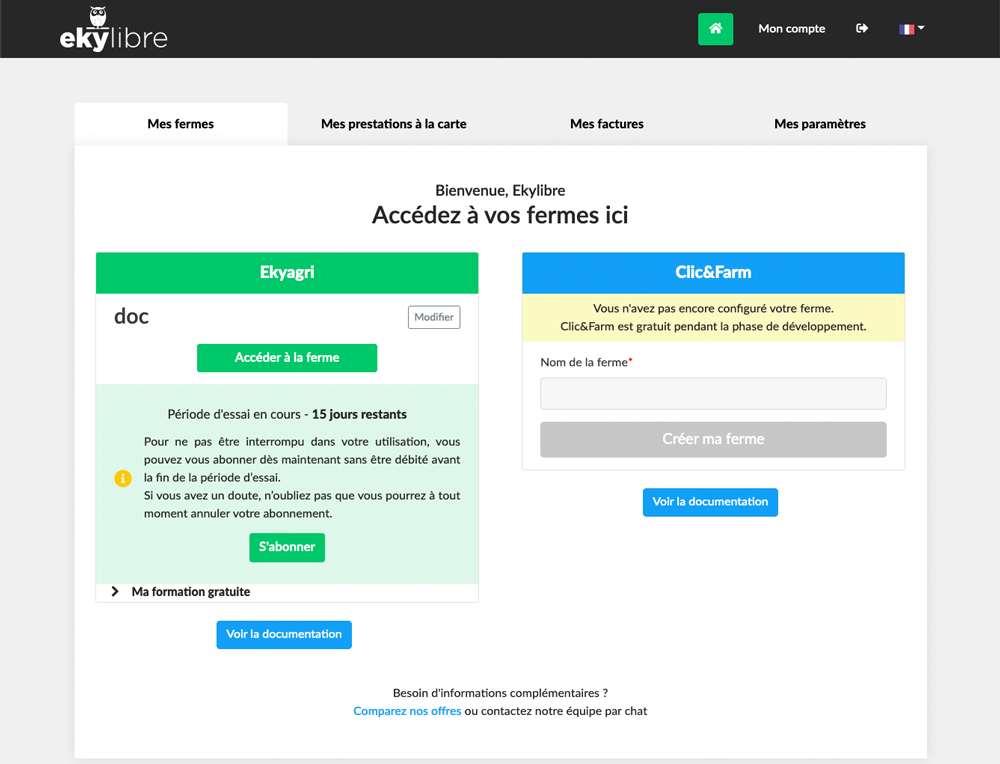 ekylibre
Mon compte
Mes fermes
Mes prestations à la carte
Mes factures
Mes paramètres
Bienvenue, Ekylibre
Accédez à vos fermes ici
Ekyagri
doc
Modifier
Accéder à la ferme
Période d'essai en cours - 15 jours restants
Pour ne pas être interrompu dans votre utilisation, vous
pouvez vous abonner dès maintenant sans être débité avant
la fin de la période d'essai.
Si vous avez un doute, n'oubliez pas que vous pourrez à tout
moment annuler votre abonnement.
S'abonner
Ma formation gratuite
Voir la documentation
Clic&Farm
Vous n'avez pas encore configuré votre ferme.
Clic&Farm est gratuit pendant la phase de développement.
Nom de la ferme*
Créer ma ferme
Voir la documentation
Besoin d'informations complémentaires ?
Comparez nos offres ou contactez notre équipe par chat